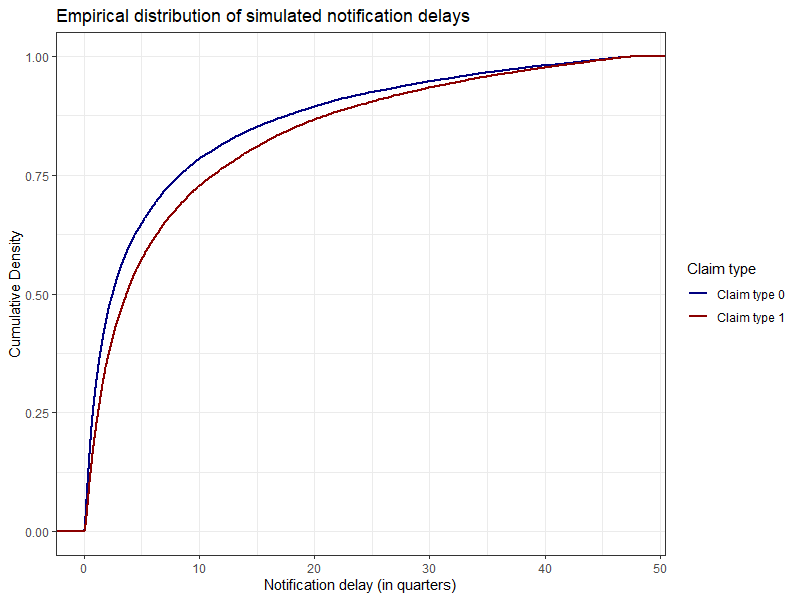 Empirical distribution of simulated notification delays
1.00
0.75
0.50
0.25
0.00
Cumulative Density
0 10 20 30 40 50
Notification delay (in quarters)
Claim type
Claim type 0
Claim type 1